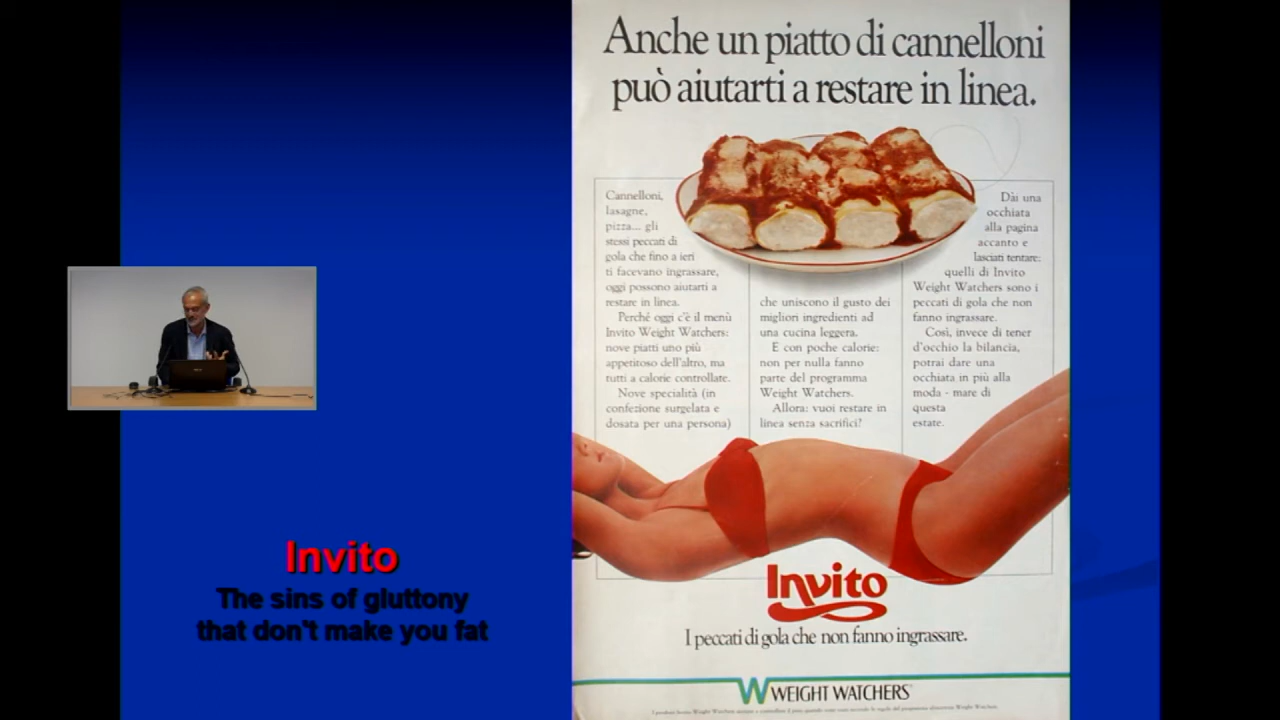 Anche un piatto di cannelloni
può aiutarti a restare in linea.
Cannelloni,
lasagne,
pizza... gli
stessi peccati di
gola che fino a ieri
ti facevano ingrassare,
oggi possono aiutarti a
restare in linea.
Perché oggi c'è il menù
Invito Weight Watchers:
nove piatti uno più
appetitoso dell'altro, ma
tutti a calorie controllate.
Nove specialità (in
confezione surgelata e
dosata per una persona)
che uniscono il gusto dei
migliori ingredienti ad
una cucina leggera.
E con poche calorie:
non per nulla fanno
parte del programma
Weight Watchers.
Allora: vuoi restare in
linea senza sacrifici?
Dài una
occhiata
alla pagina
accanto e
lasciati tentare:
quelli di Invito
Weight Watchers sono i
peccati di gola che non
fanno ingrassare.
Così, invece di tener
d'occhio la bilancia,
potrai dare una
occhiata in più alla
moda - mare di
questa
estate.
Invito
I peccati di gola che non fanno ingrassare.
W WEIGHT WATCHERS
Invito
The sins of gluttony
that don't make you fat